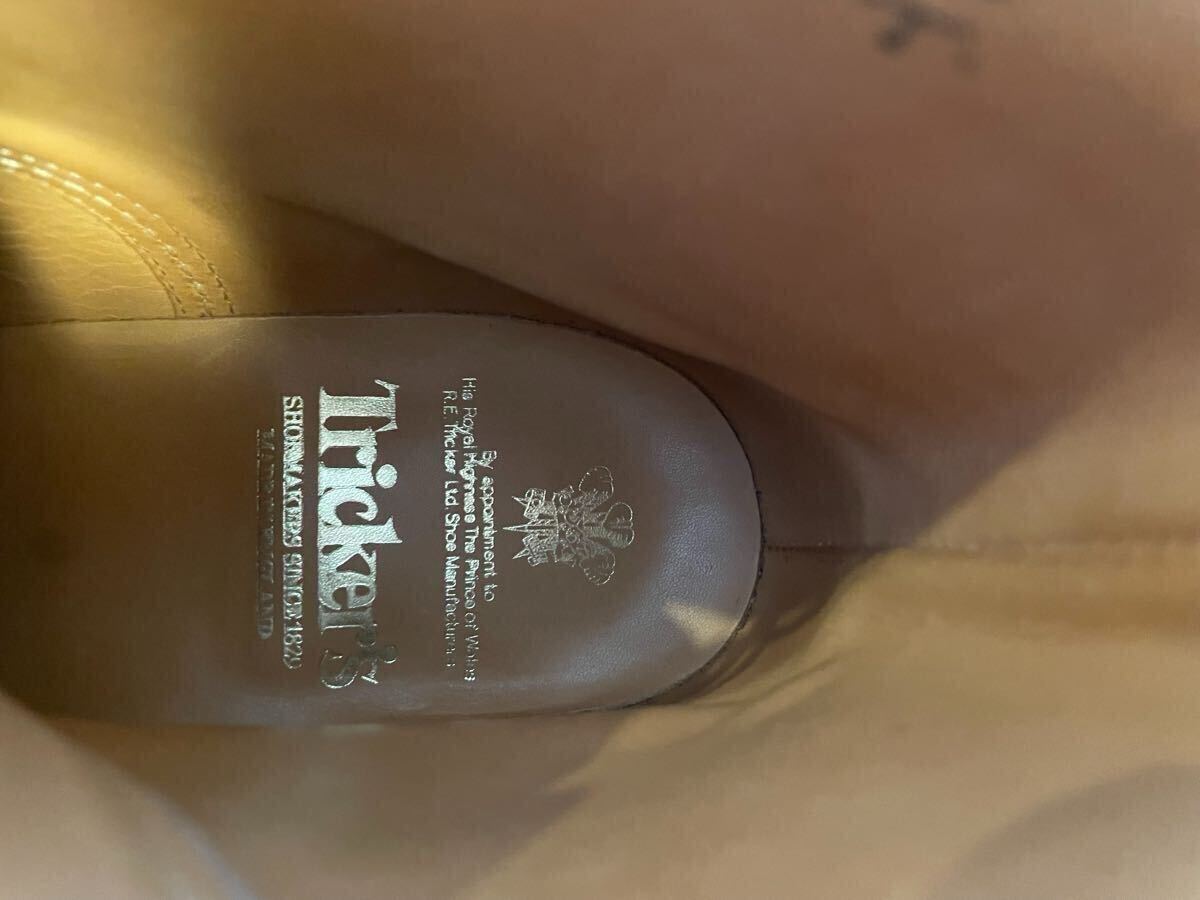 By appointment to
His Royal Highness The Prince of Wales
R.E. Tricker Ltd. Shoe Manufacturers
Tricker's
SHOEMAKERS SINCE 1829
MADE IN ENGLAND